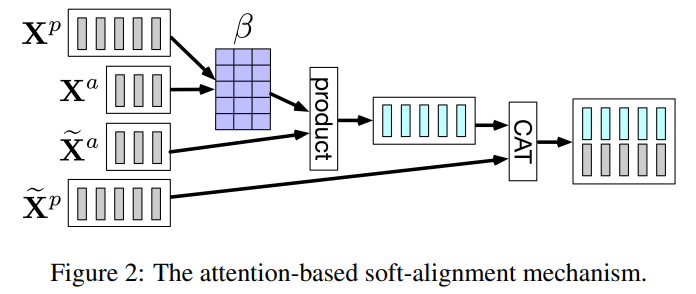 X^p
β
X^a
product
CAT
X̃^a
X̃^p
Figure 2: The attention-based soft-alignment mechanism.